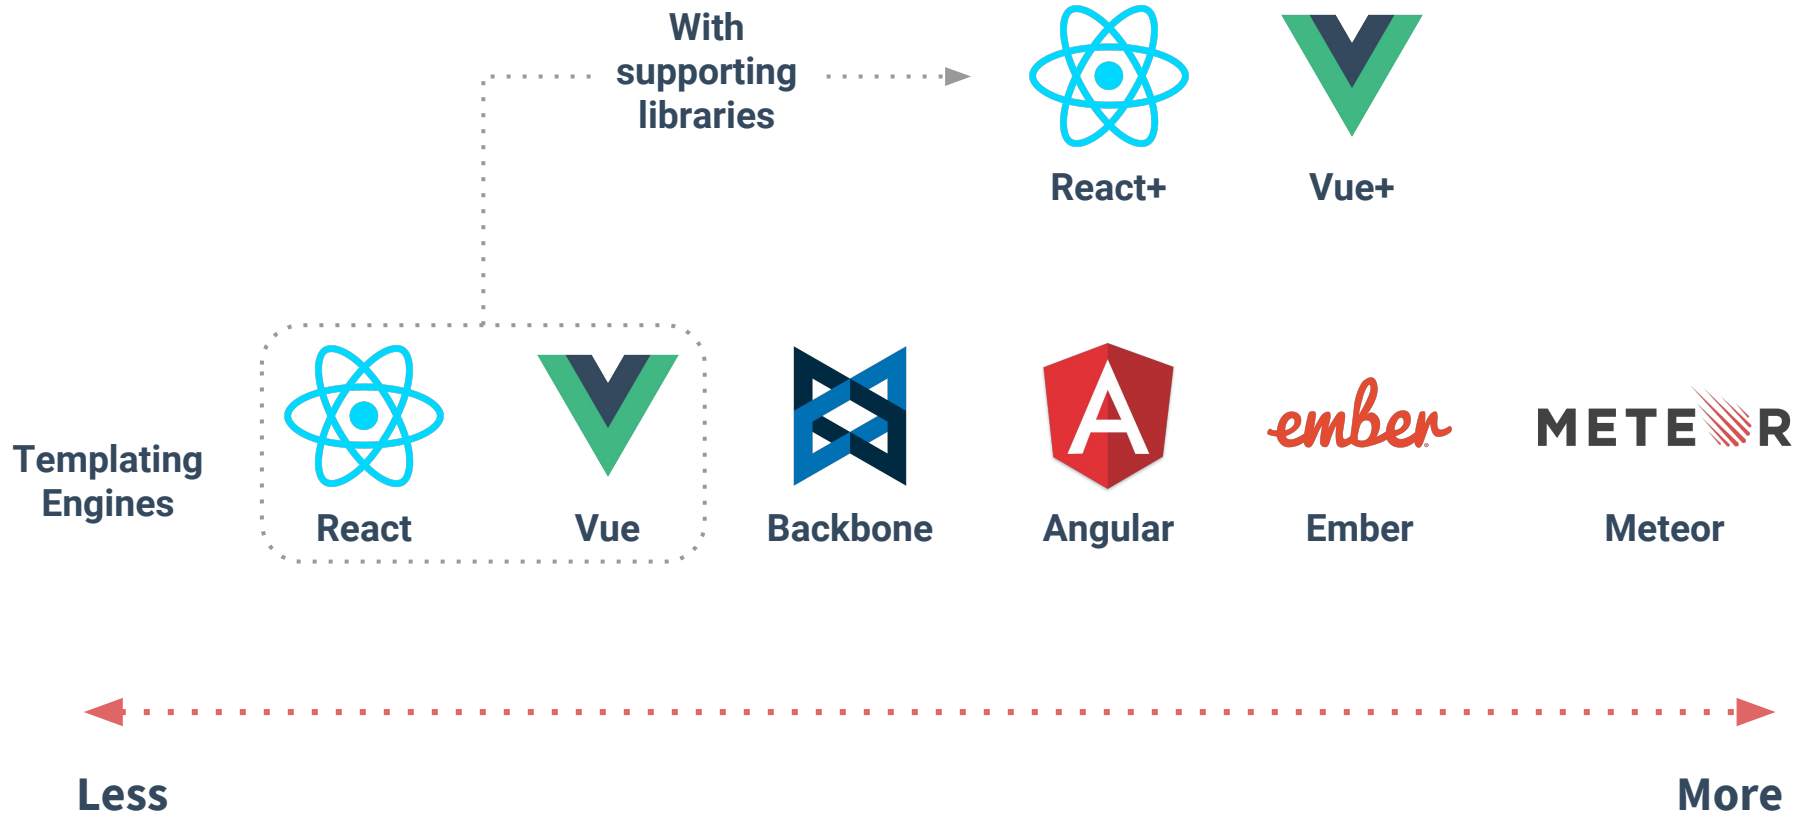 With
supporting
libraries
React+
Vue+
Templating
Engines
React
Vue
Backbone
Angular
ember
Ember
METEOR
Meteor
Less
More